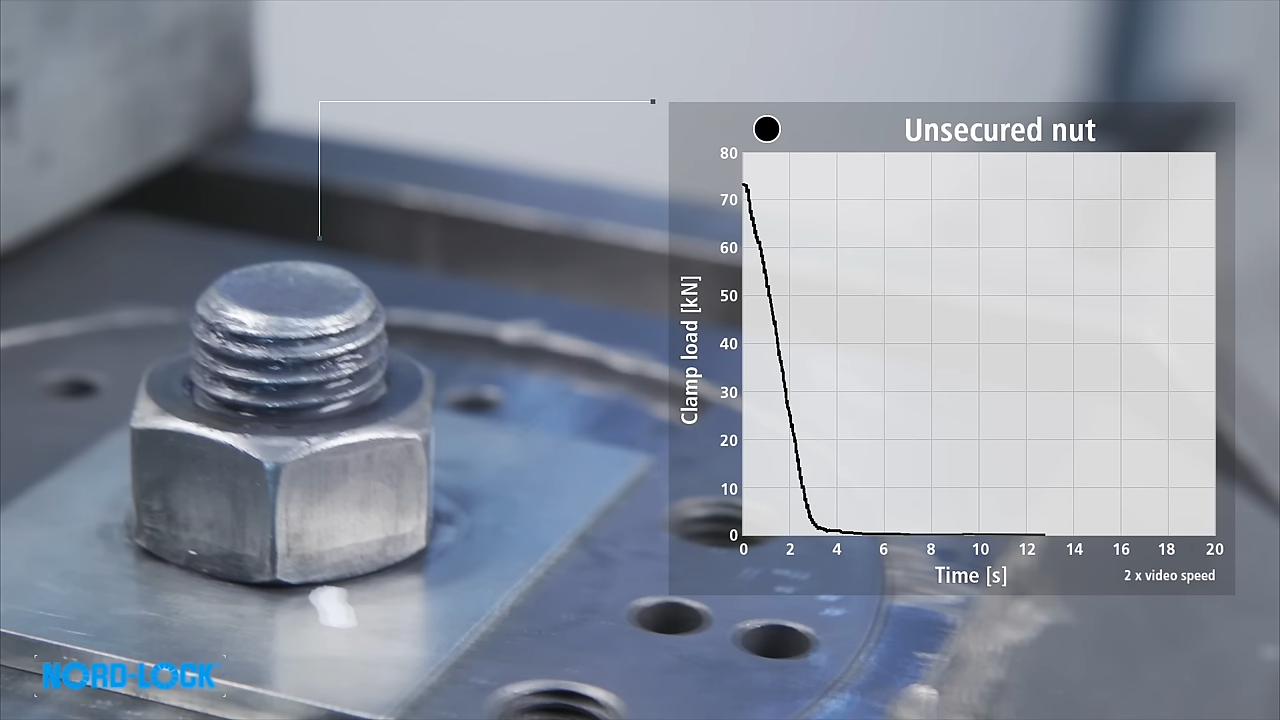 Unsecured nut
80
70
60
50
40
30
20
10
0
Clamp load [kN]
0 2 4 6 8 10 12 14 16 18 20
Time [s]
2 x video speed
NORD-LOCK